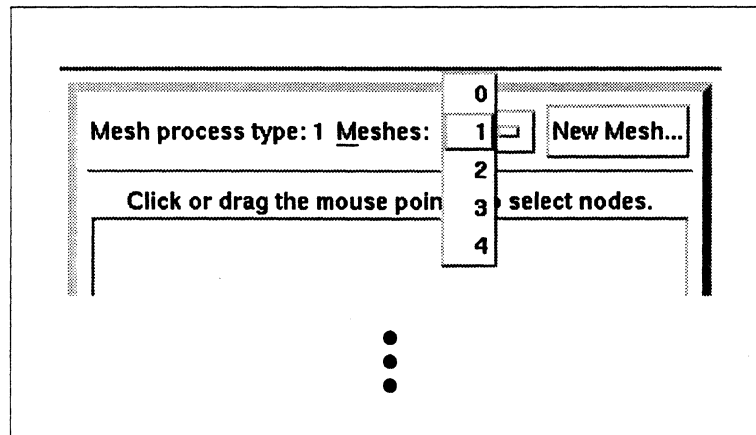 0
Mesh process type: 1 Meshes: 1 New Mesh...
2
Click or drag the mouse poin select nodes.
3
4